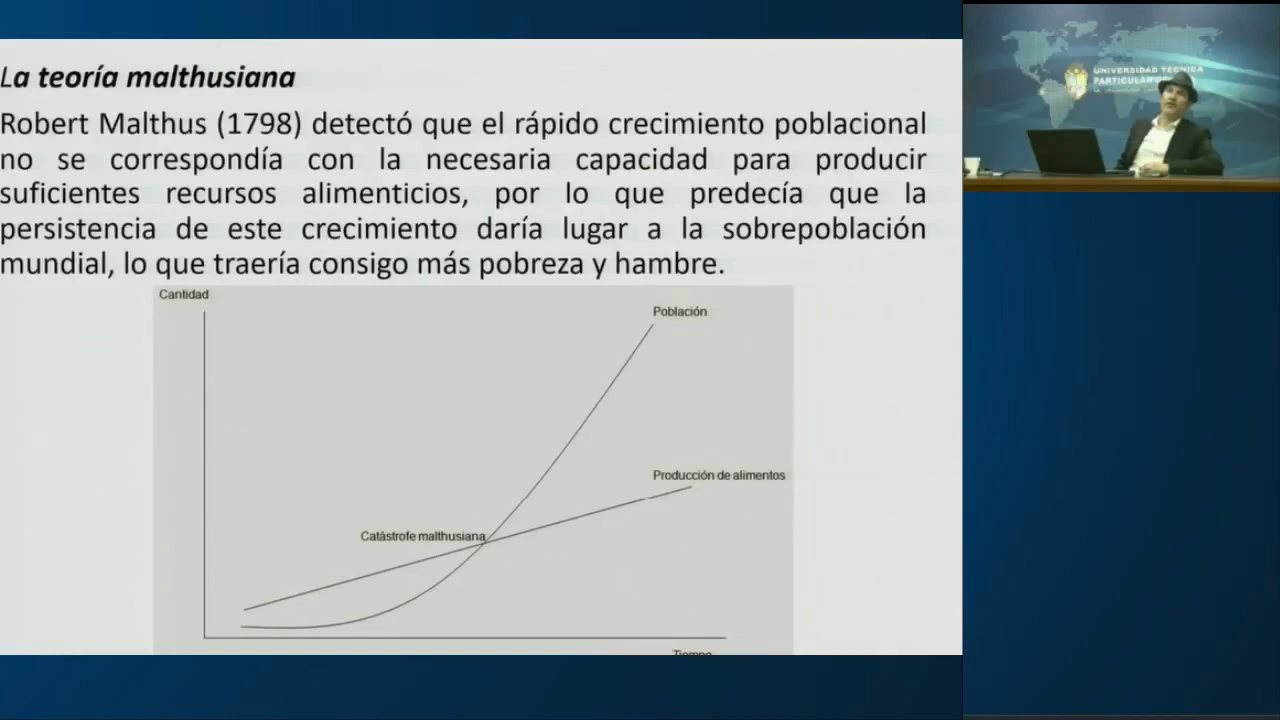 La teoría malthusiana
Robert Malthus (1798) detectó que el rápido crecimiento poblacional
no se correspondía con la necesaria capacidad para producir
suficientes recursos alimenticios, por lo que predecía que la
persistencia de este crecimiento daría lugar a la sobrepoblación
mundial, lo que traería consigo más pobreza y hambre.
Cantidad
Población
Producción de alimentos
Catástrofe malthusiana
Tiempo
UNIVERSIDAD TÉCNICA
PARTICULAR